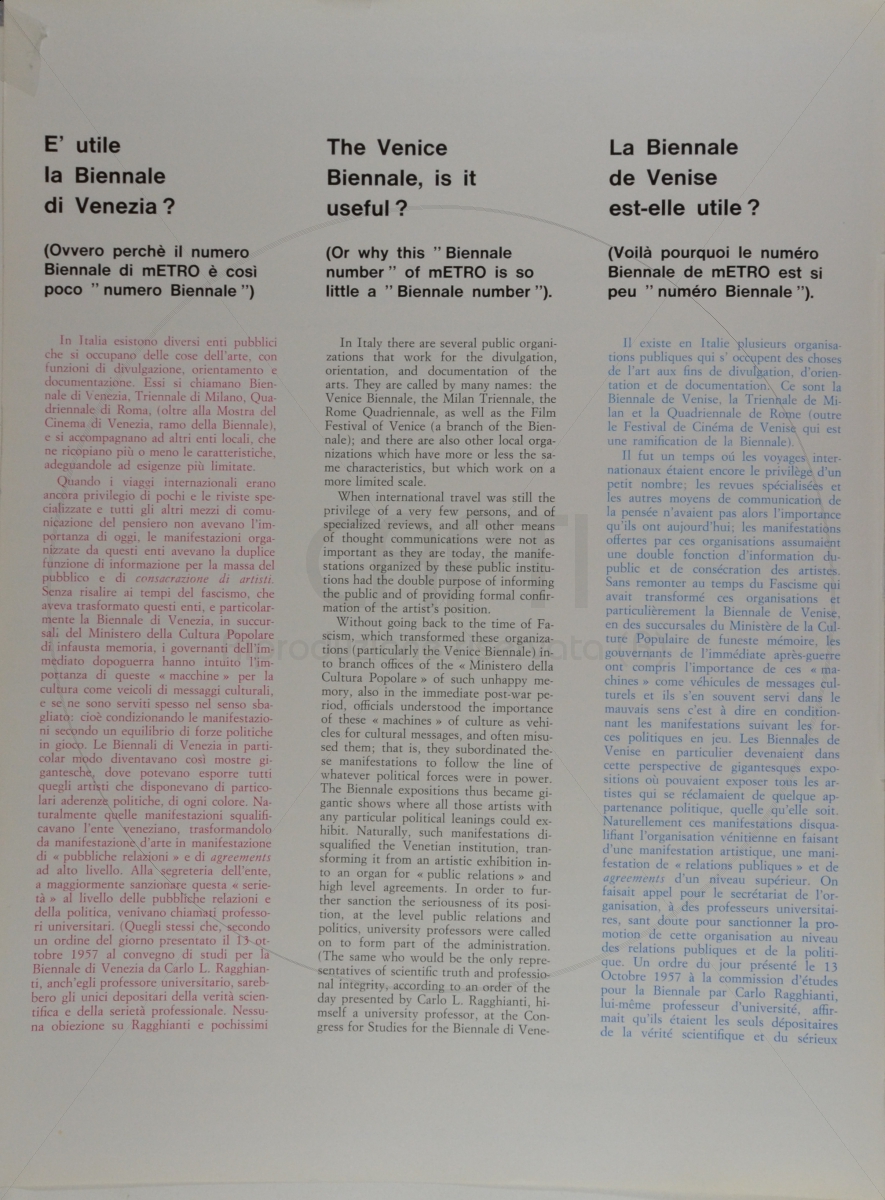 E' utile
la Biennale
di Venezia ?
(Ovvero perchè il numero
Biennale di mETRO è così
poco " numero Biennale ")
In Italia esistono diversi enti pubblici
che si occupano delle cose dell'arte, con
funzioni di divulgazione, orientamento e
documentazione. Essi si chiamano Bien-
nale di Venezia, Triennale di Milano, Qua-
driennale di Roma, (oltre alla Mostra del
Cinema di Venezia, ramo della Biennale),
e si accompagnano ad altri enti locali, che
ne ricopiano più o meno le caratteristiche,
adeguandole ad esigenze più limitate.
Quando i viaggi internazionali erano
ancora privilegio di pochi e le riviste spe-
cializzate e tutti gli altri mezzi di comu-
nicazione del pensiero non avevano l'im-
portanza di oggi, le manifestazioni orga-
nizzate da questi enti avevano la duplice
funzione di informazione per la massa del
pubblico e di consacrazione di artisti.
Senza risalire ai tempi del fascismo, che
aveva trasformato questi enti, e particolar-
mente la Biennale di Venezia, in succur-
sali del Ministero della Cultura Popolare
di infausta memoria, i governanti dell'im-
mediato dopoguerra hanno intuito l'im-
portanza di queste « macchine » per la
cultura come veicoli di messaggi culturali,
e se ne sono serviti spesso nel senso sba-
gliato: cioè condizionando le manifestazio-
ni secondo un equilibrio di forze politiche
in gioco. Le Biennali di Venezia in parti-
colar modo diventavano così mostre gi-
gantesche, dove potevano esporre tutti
quegli artisti che disponevano di partico-
lari aderenze politiche, di ogni colore. Na-
turalmente quelle manifestazioni squalifi-
cavano l'ente veneziano, trasformandolo
da manifestazione d'arte in manifestazione
di « pubbliche relazioni » e di agreements
ad alto livello. Alla segreteria dell'ente,
a maggiormente sanzionare questa « serie-
tà » al livello delle pubbliche relazioni e
della politica, venivano chiamati professo-
ri universitari. (Quegli stessi che, secondo
un ordine del giorno presentato il 13 ot-
tobre 1957 al convegno di studi per la
Biennale di Venezia da Carlo L. Ragghian-
ti, anch'egli professore universitario, sareb-
bero gli unici depositari della verità scien-
tifica e della serietà professionale. Nessu-
na obiezione su Ragghianti e pochissimi
The Venice
Biennale, is it
useful ?
(Or why this " Biennale
number " of mETRO is so
little a " Biennale number ").
In Italy there are several public organi-
zations that work for the divulgation,
orientation, and documentation of the
arts. They are called by many names: the
Venice Biennale, the Milan Triennale, the
Rome Quadriennale, as well as the Film
Festival of Venice (a branch of the Bien-
nale); and there are also other local orga-
nizations which have more or less the sa-
me characteristics, but which work on a
more limited scale.
When international travel was still the
privilege of a very few persons, and of
specialized reviews, and all other means
of thought communications were not as
important as they are today, the manife-
stations organized by these public institu-
tions had the double purpose of informing
the public and of providing formal confir-
mation of the artist's position.
Without going back to the time of Fa-
scism, which transformed these organiza-
tions (particularly the Venice Biennale) in-
to branch offices of the « Ministero della
Cultura Popolare » of such unhappy me-
mory, also in the immediate post-war pe-
riod, officials understood the importance
of these « machines » of culture as vehi-
cles for cultural messages, and often misu-
sed them; that is, they subordinated the-
se manifestations to follow the line of
whatever political forces were in power.
The Biennale expositions thus became gi-
gantic shows where all those artists with
any particular political leanings could ex-
hibit. Naturally, such manifestations di-
squalified the Venetian institution, tran-
sforming it from an artistic exhibition in-
to an organ for « public relations » and
high level agreements. In order to fur-
ther sanction the seriousness of its posi-
tion, at the level public relations and
politics, university professors were called
on to form part of the administration.
(The same who would be the only repre-
sentatives of scientific truth and professio-
nal integrity, according to an order of the
day presented by Carlo L. Ragghianti, hi-
mself a university professor, at the Con-
gress for Studies for the Biennale di Vene-
La Biennale
de Venise
est-elle utile ?
(Voilà pourquoi le numéro
Biennale de mETRO est si
peu " numéro Biennale ").
Il existe en Italie plusieurs organisa-
tions publiques qui s' occupent des choses
de l'art aux fins de divulgation, d'orien-
tation et de documentation. Ce sont la
Biennale de Venise, la Triennale de Mi-
lan et la Quadriennale de Rome (outre
le Festival de Cinéma de Venise qui est
une ramification de la Biennale).
Il fut un temps oú les voyages inter-
nationaux étaient encore le privilège d'un
petit nombre; les revues spécialisées et
les autres moyens de communication de
la pensée n'avaient pas alors l'importance
qu'ils ont aujourd'hui; les manifestations
offertes par ces organisations assumaient
une double fonction d'information du-
public et de consécration des artistes.
Sans remonter au temps du Fascisme qui
avait transformé ces organisations et
particulièrement la Biennale de Venise,
en des succursales du Ministère de la Cul-
ture Populaire de funeste mémoire, les
gouvernants de l'immédiate après-guerre
ont compris l'importance de ces « ma-
chines » comme véhicules de messages cul-
turels et ils s'en souvent servi dans le
mauvais sens c'est à dire en condition-
nant les manifestations suivant les for-
ces politiques en jeu. Les Biennales de
Venise en particulier devenaient dans
cette perspective de gigantesques expo-
sitions où pouvaient exposer tous les ar-
tistes qui se réclamaient de quelque ap-
partenance politique, quelle qu'elle soit.
Naturellement ces manifestations disqua-
lifiant l'organisation vénitienne en faisant
d'une manifestation artistique, une mani-
festation de « relations publiques » et de
agreements d'un niveau supérieur. On
faisait appel pour le secrétariat de l'or-
ganisation, à des professeurs universitai-
res, sant doute pour sanctionner la pro-
motion de cette organisation au niveau
des relations publiques et de la politi-
que. Un ordre du jour présenté le 13
Octobre 1957 à la commission d'études
pour la Biennale par Carlo Ragghianti,
lui-même professeur d'université, affir-
mait qu'ils étaient les seuls dépositaires
de la vérité scientifique et du sérieux